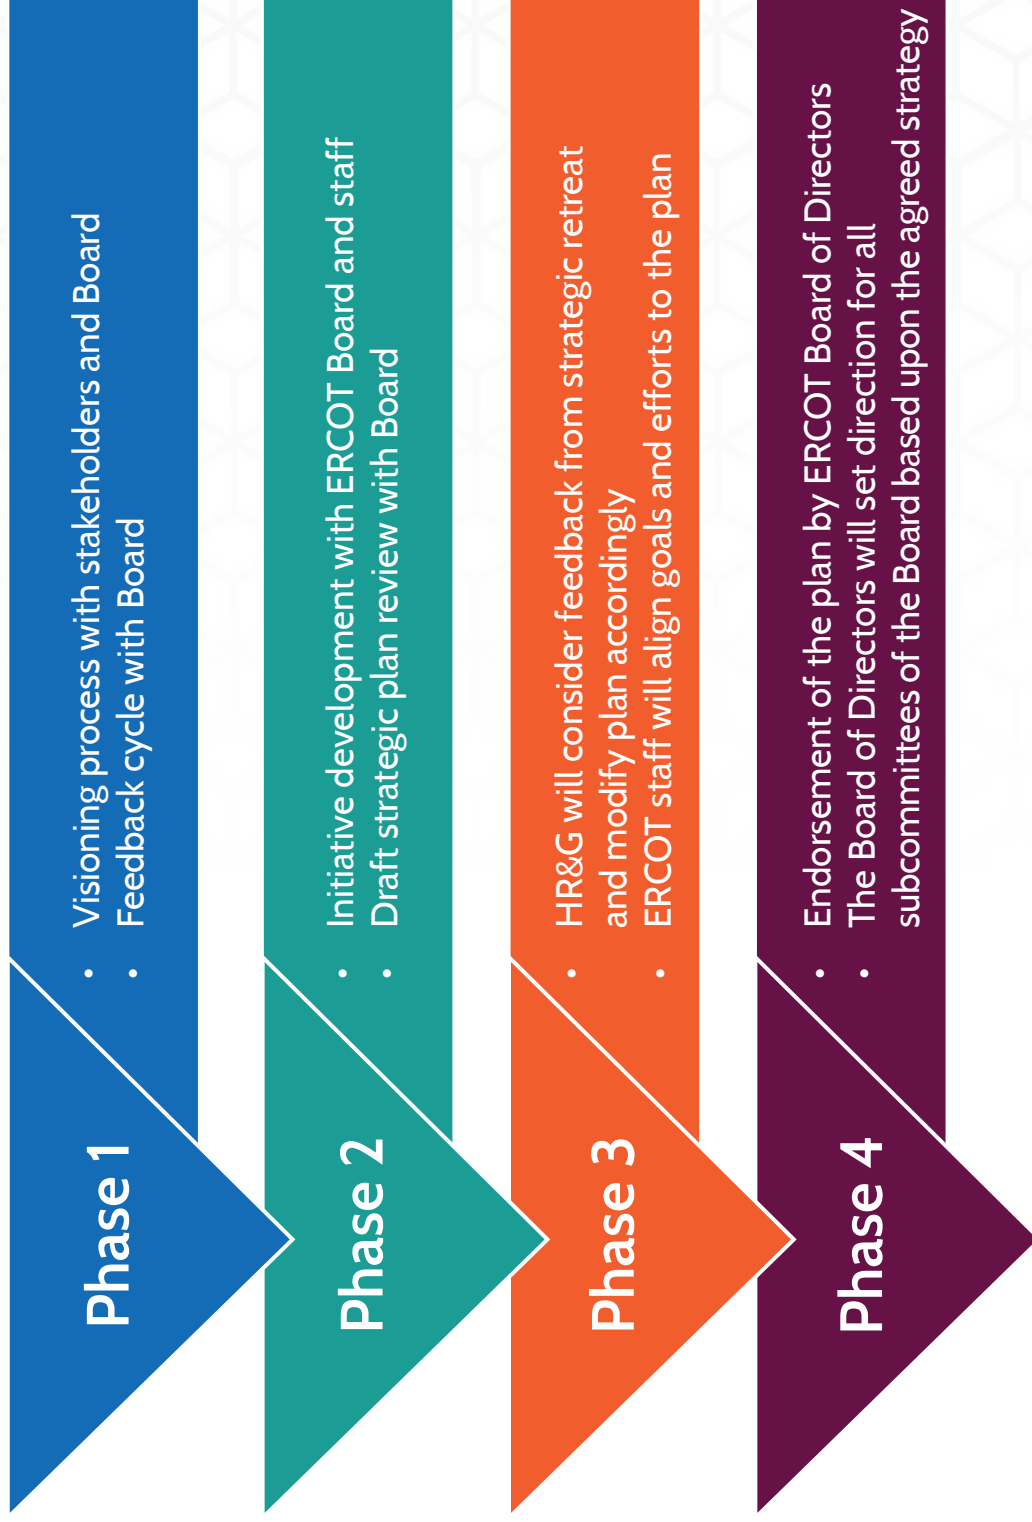 Phase 1
• Visioning process with stakeholders and Board
• Feedback cycle with Board
Phase 2
• Initiative development with ERCOT Board and staff
• Draft strategic plan review with Board
Phase 3
• HR&G will consider feedback from strategic retreat
and modify plan accordingly
• ERCOT staff will align goals and efforts to the plan
Phase 4
• Endorsement of the plan by ERCOT Board of Directors
• The Board of Directors will set direction for all
subcommittees of the Board based upon the agreed strategy